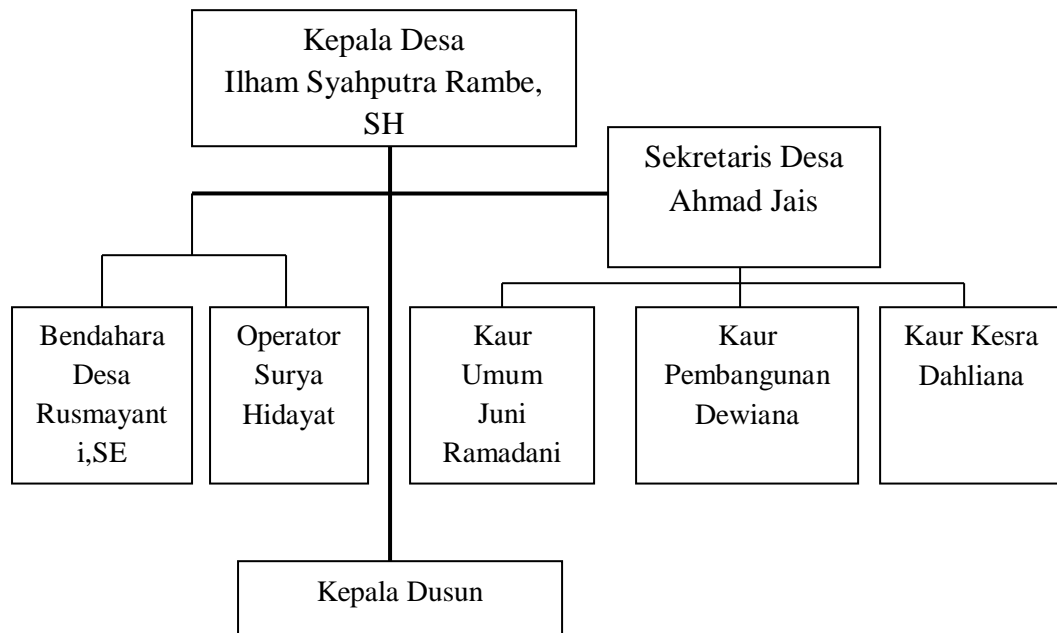 Kepala Desa
Ilham Syahputra Rambe,
SH
Sekretaris Desa
Ahmad Jais
Bendahara
Desa
Rusmayant
i,SE
Operator
Surya
Hidayat
Kaur
Umum
Juni
Ramadani
Kaur
Pembangunan
Dewiana
Kaur Kesra
Dahliana
Kepala Dusun